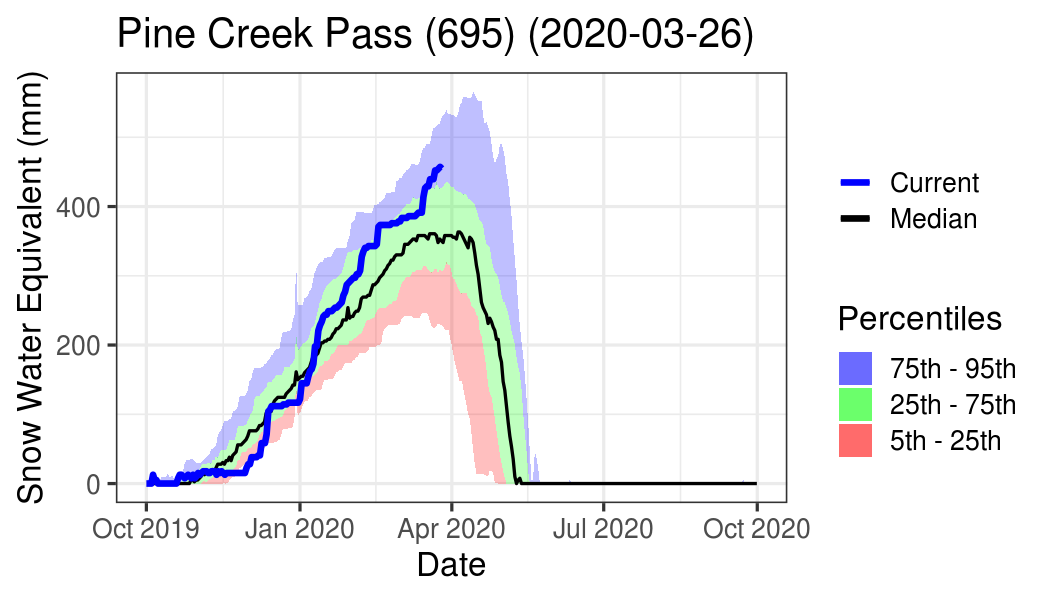 Pine Creek Pass (695) (2020-03-26)
Snow Water Equivalent (mm)
400
200
0
Oct 2019
Jan 2020
Apr 2020
Jul 2020
Oct 2020
Date
Current
Median
Percentiles
75th - 95th
25th - 75th
5th - 25th